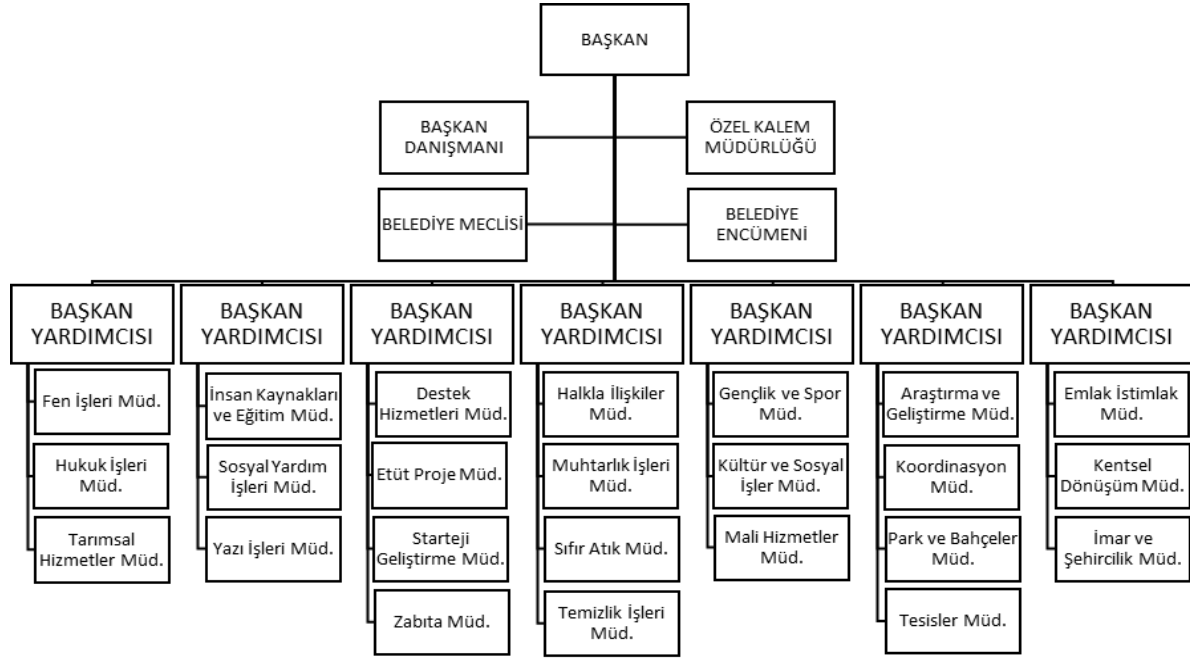 BAŞKAN
BAŞKAN
DANIŞMANI
ÖZEL KALEM
MÜDÜRLÜĞÜ
BELEDİYE MECLİSİ
BELEDİYE
ENCÜMENİ
BAŞKAN
YARDIMCISI
Fen İşleri Müd.
Hukuk İşleri
Müd.
Tarımsal
Hizmetler Müd.
BAŞKAN
YARDIMCISI
İnsan Kaynakları
ve Eğitim Müd.
Sosyal Yardım
İşleri Müd.
Yazı İşleri Müd.
BAŞKAN
YARDIMCISI
Destek
Hizmetleri Müd.
Etüt Proje Müd.
Starteji
Geliştirme Müd.
Zabıta Müd.
BAŞKAN
YARDIMCISI
Halkla İlişkiler
Müd.
Muhtarlık İşleri
Müd.
Sıfır Atık Müd.
Temizlik İşleri
Müd.
BAŞKAN
YARDIMCISI
Gençlik ve Spor
Müd.
Kültür ve Sosyal
İşler Müd.
Mali Hizmetler
Müd.
BAŞKAN
YARDIMCISI
Araştırma ve
Geliştirme Müd.
Koordinasyon
Müd.
Park ve Bahçeler
Müd.
Tesisler Müd.
BAŞKAN
YARDIMCISI
Emlak İstimlak
Müd.
Kentsel
Dönüşüm Müd.
İmar ve
Şehircilik Müd.